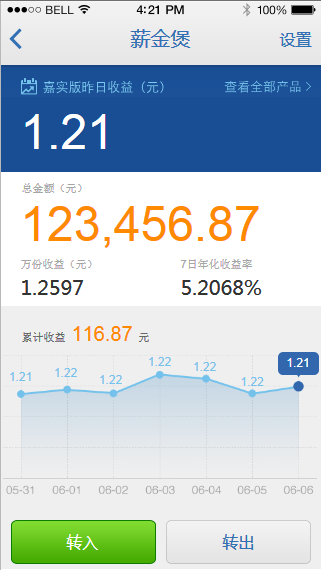 BELL 4:21 PM 100%
薪金煲 设置
嘉实版昨日收益（元） 查看全部产品
1.21
总金额（元）
123,456.87
万份收益（元） 7日年化收益率
1.2597 5.2068%
累计收益 116.87 元
1.21 1.22 1.22 1.22 1.22 1.22 1.21
05-31 06-01 06-02 06-03 06-04 06-05 06-06
转入 转出